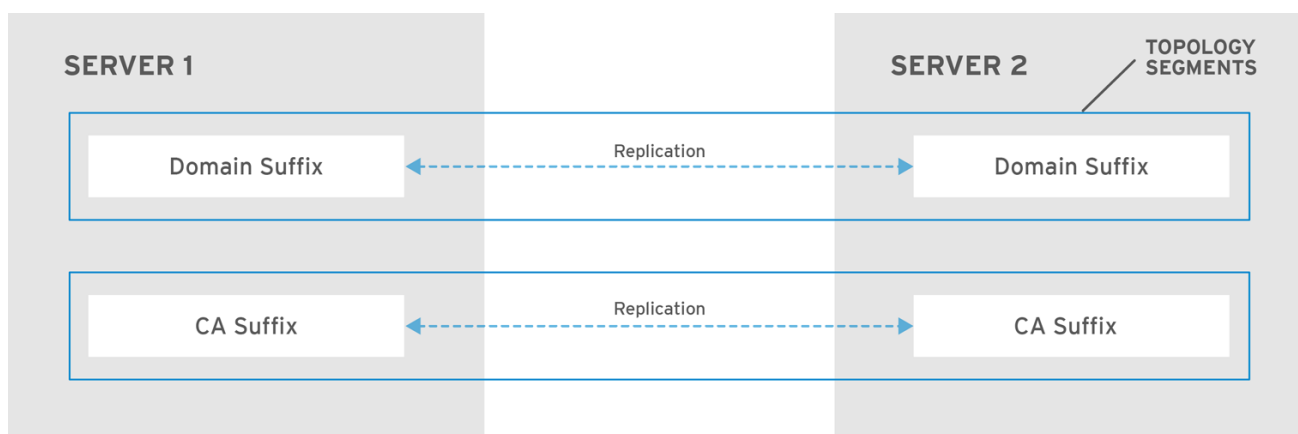 SERVER 1
SERVER 2
TOPOLOGY
SEGMENTS
Domain Suffix
Replication
Domain Suffix
CA Suffix
Replication
CA Suffix